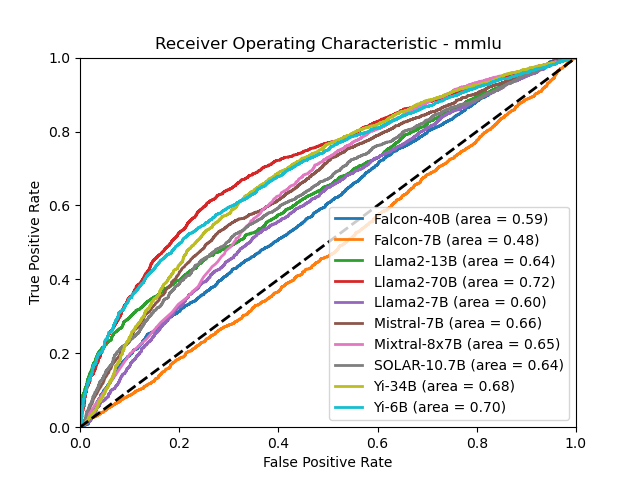 Receiver Operating Characteristic - mmlu
True Positive Rate
1.0
0.8
0.6
0.4
0.2
0.0
Falcon-40B (area = 0.59)
Falcon-7B (area = 0.48)
Llama2-13B (area = 0.64)
Llama2-70B (area = 0.72)
Llama2-7B (area = 0.60)
Mistral-7B (area = 0.66)
Mixtral-8x7B (area = 0.65)
SOLAR-10.7B (area = 0.64)
Yi-34B (area = 0.68)
Yi-6B (area = 0.70)
0.0 0.2 0.4 0.6 0.8 1.0
False Positive Rate